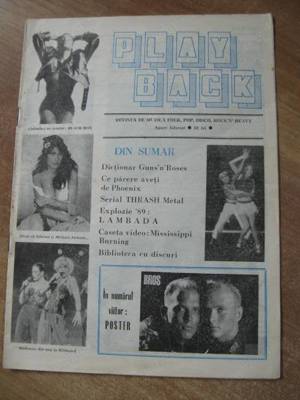 PLAY
BACK
REVISTA DE MUZICA FOLK, POP, DISCO, ROCK'N' HEAVY
DIN SUMAR
Dicționar Guns'n'Roses
Ce părere aveți
de Phoenix
Serial THRASH Metal
Explozie '89:
LAMBADA
Caseta video: Mississippi
Burning
Biblioteca cu discuri
BROS
În numărul
viitor:
POSTER